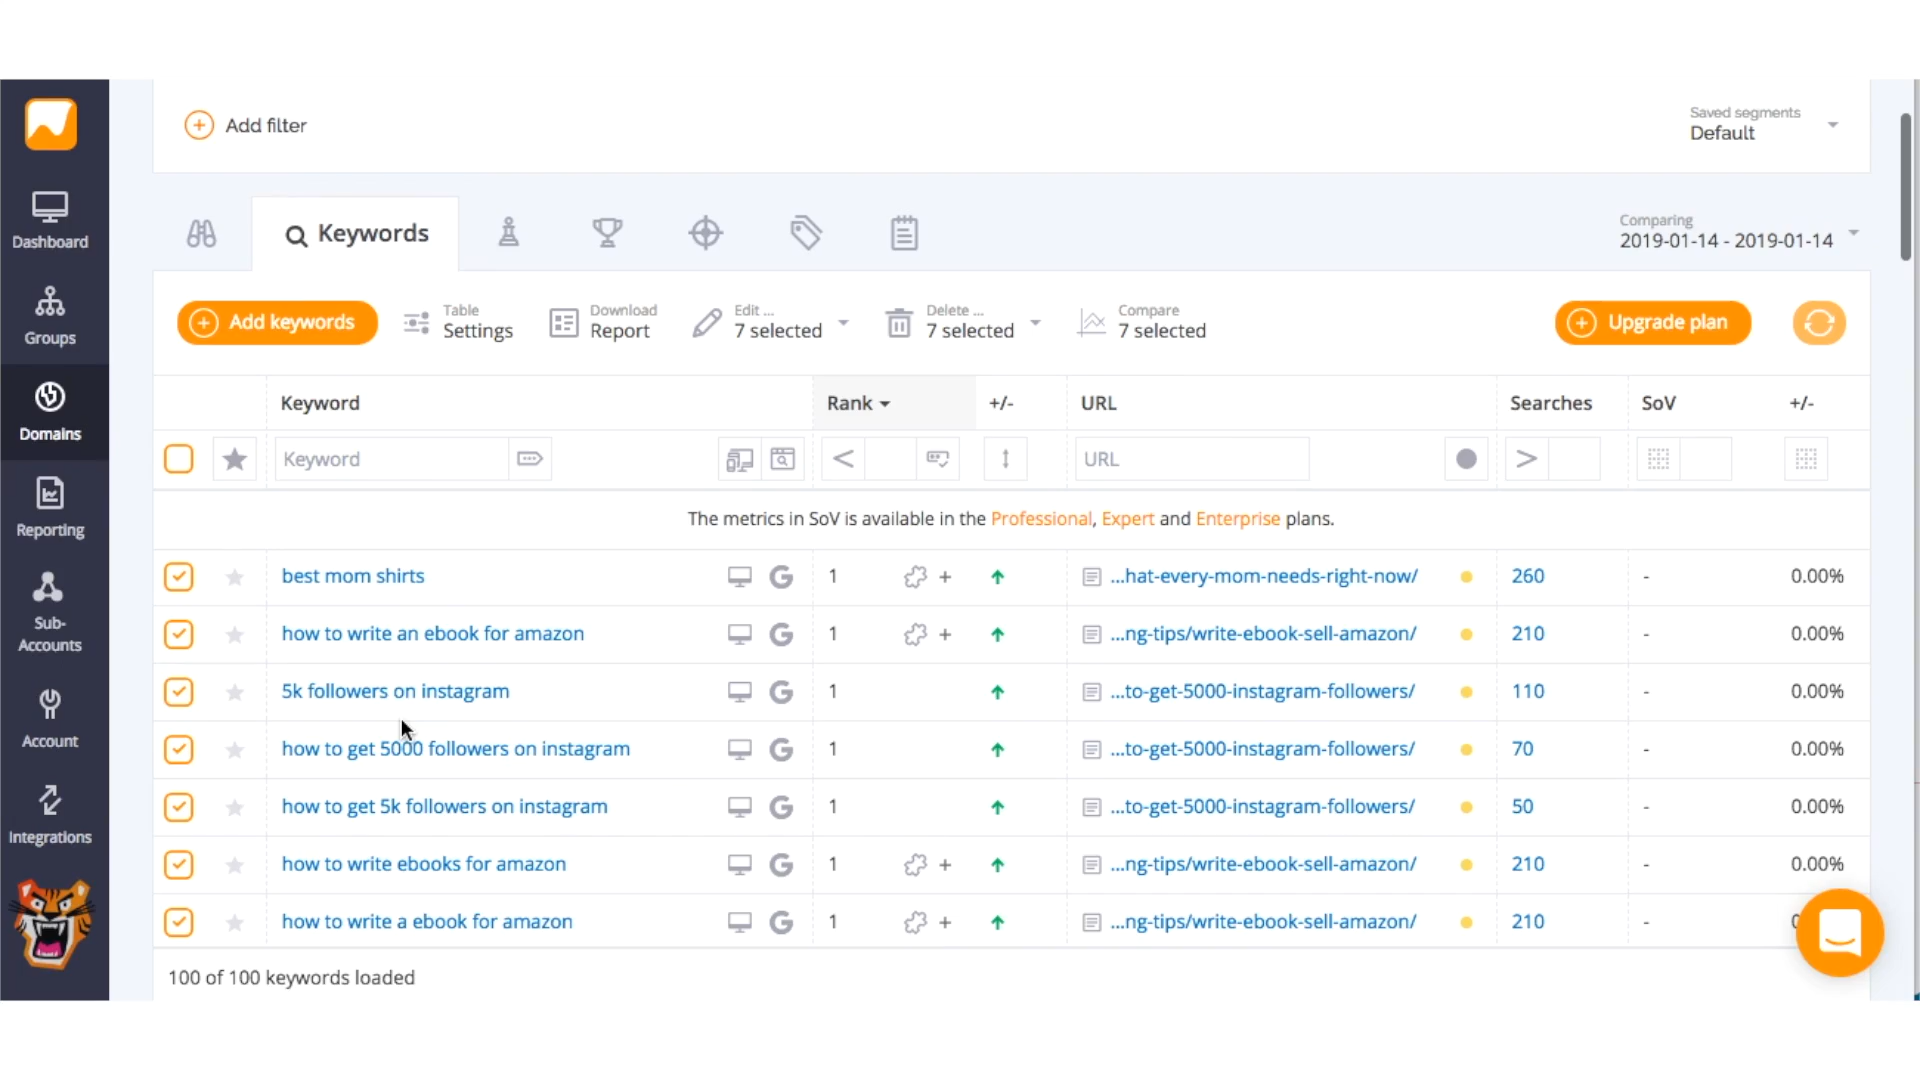 Add filter
Saved segments
Default
Dashboard
Keywords
Comparing
2019-01-14 - 2019-01-14
Groups
Add keywords
Table
Settings
Download
Report
Edit ...
7 selected
Delete ...
7 selected
Compare
7 selected
Upgrade plan
Domains
Keyword Rank +/- URL Searches SoV +/-
Keyword < URL >
Reporting
The metrics in SoV is available in the Professional, Expert and Enterprise plans.
best mom shirts G 1 + ...hat-every-mom-needs-right-now/ 260 - 0.00%
Sub-
Accounts
how to write an ebook for amazon G 1 + ...ng-tips/write-ebook-sell-amazon/ 210 - 0.00%
5k followers on instagram G 1 ...to-get-5000-instagram-followers/ 110 - 0.00%
Account
how to get 5000 followers on instagram G 1 ...to-get-5000-instagram-followers/ 70 - 0.00%
how to get 5k followers on instagram G 1 ...to-get-5000-instagram-followers/ 50 - 0.00%
Integrations
how to write ebooks for amazon G 1 + ...ng-tips/write-ebook-sell-amazon/ 210 - 0.00%
how to write a ebook for amazon G 1 + ...ng-tips/write-ebook-sell-amazon/ 210 -
100 of 100 keywords loaded